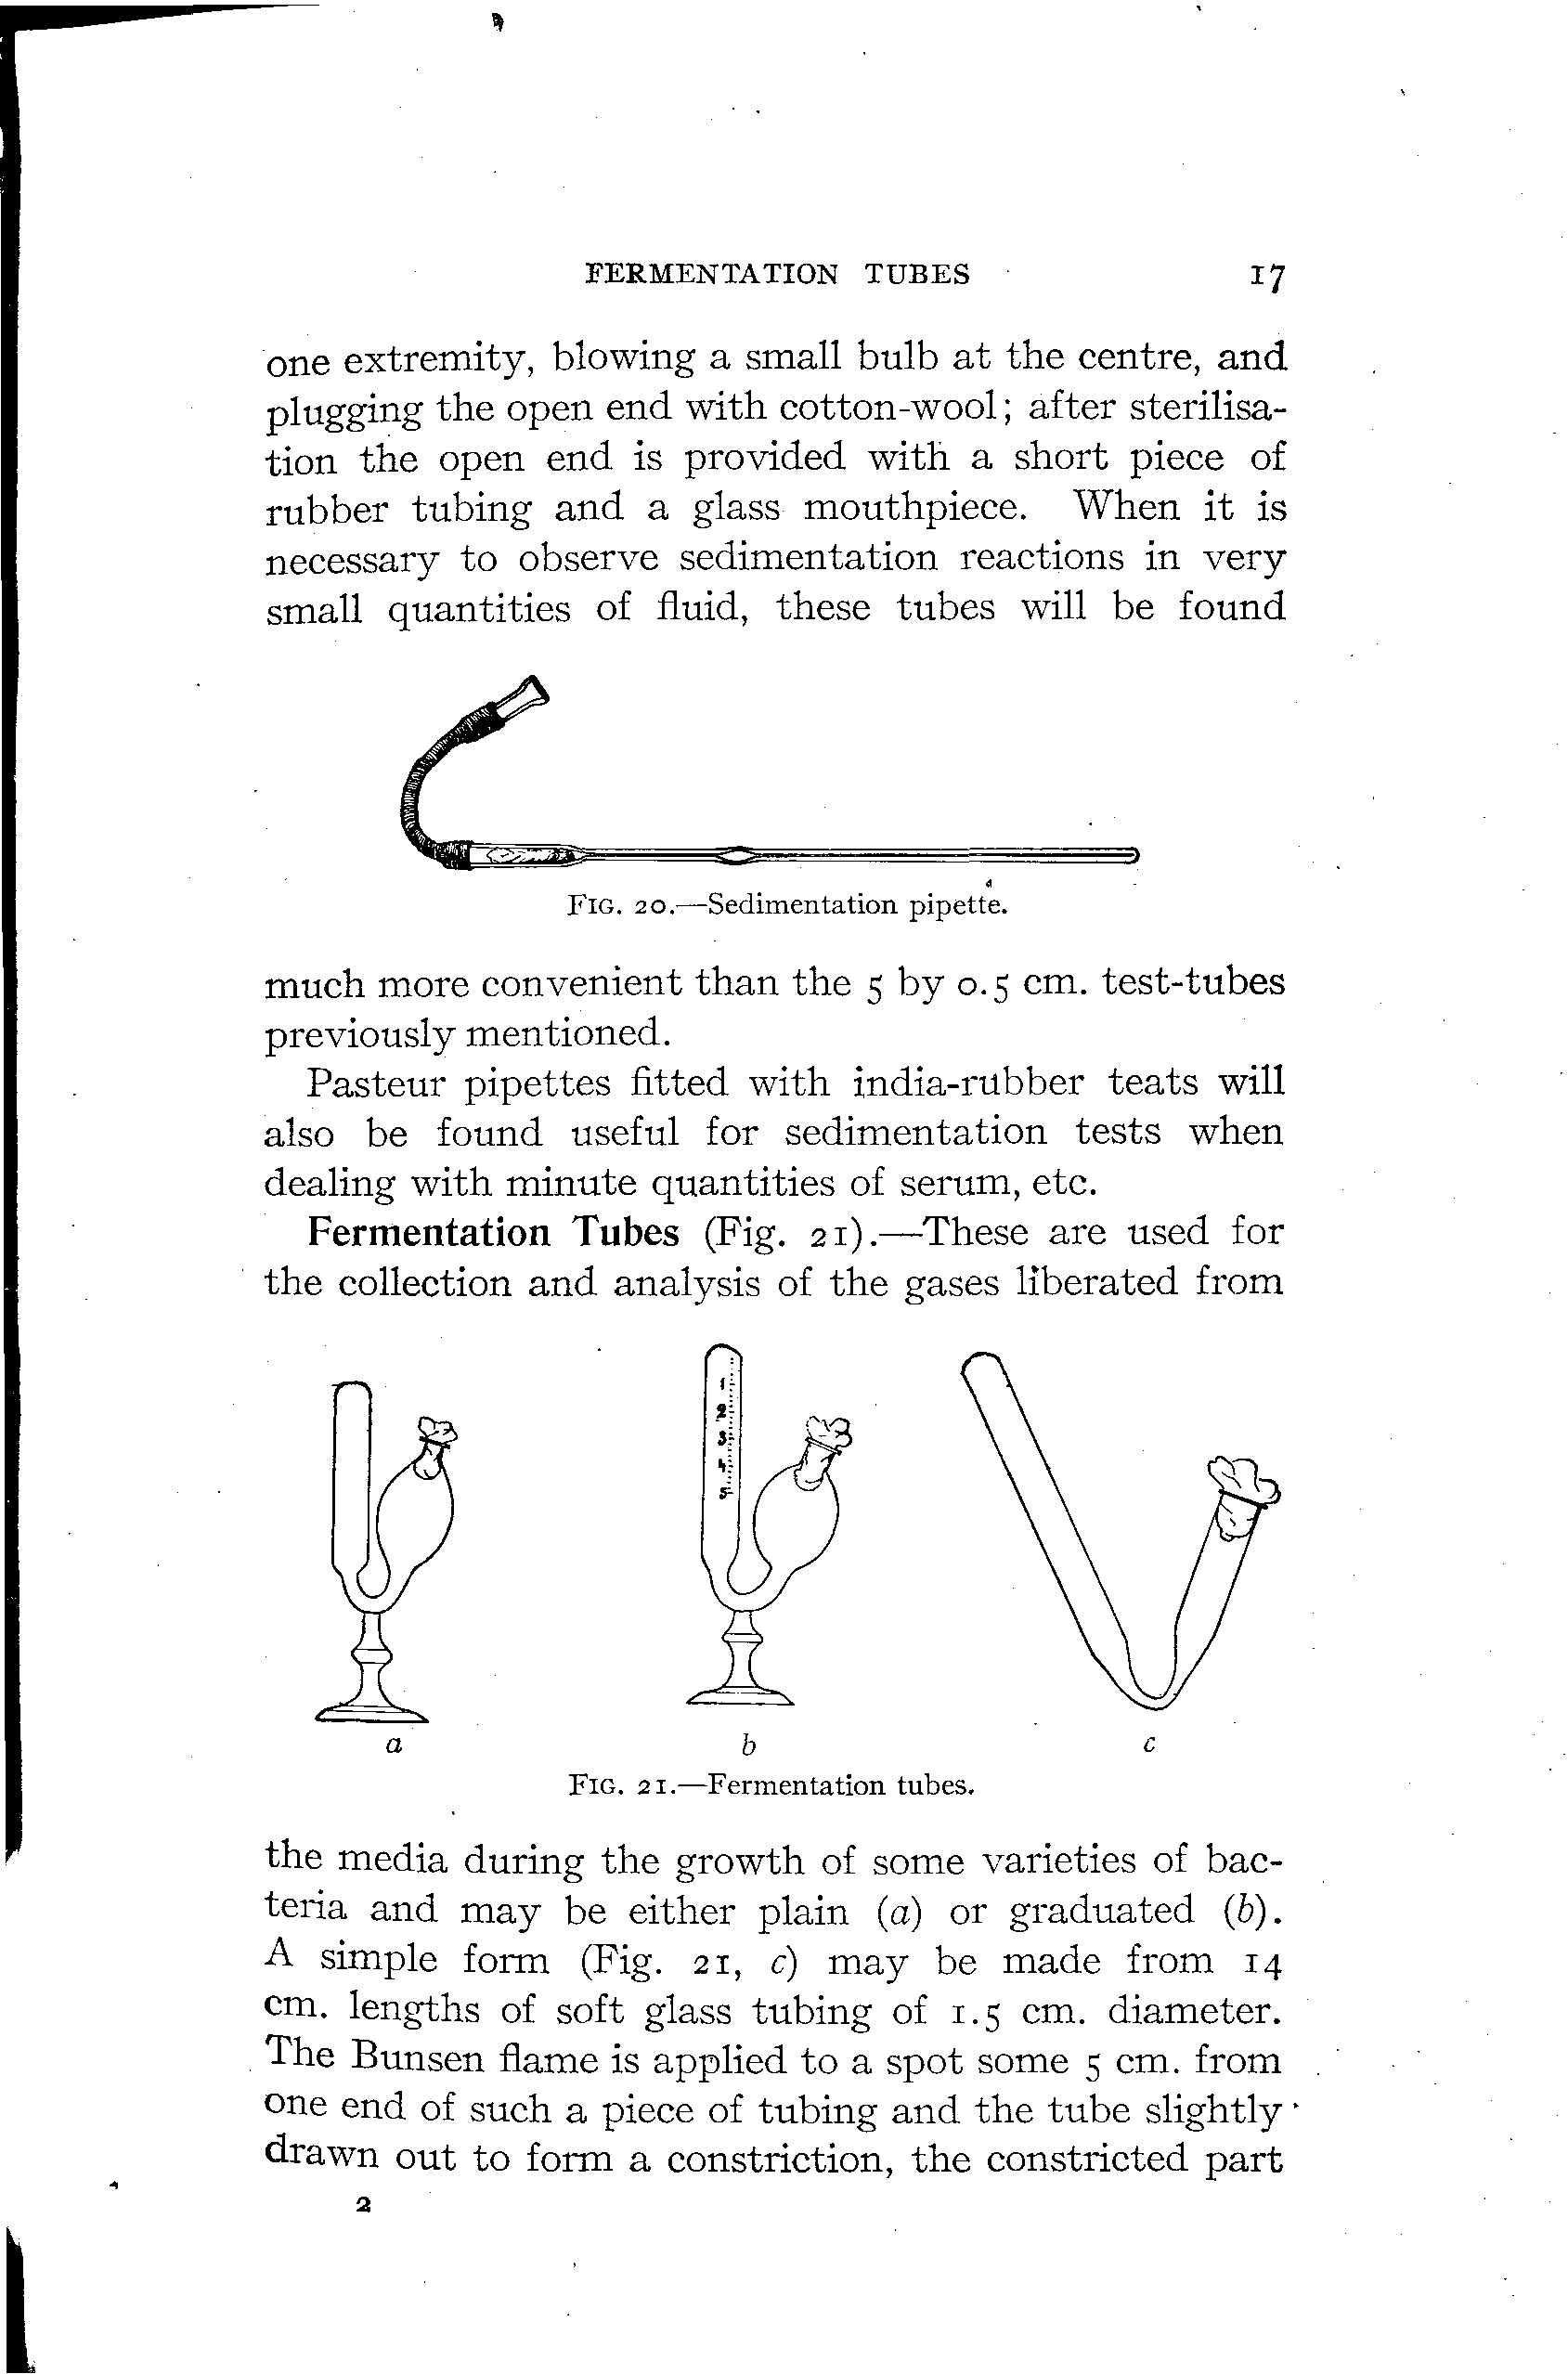 FERMENTATION TUBES 17
one extremity, blowing a small bulb at the centre, and
plugging the open end with cotton-wool; after sterilisa-
tion the open end is provided with a short piece of
rubber tubing and a glass mouthpiece. When it is
necessary to observe sedimentation reactions in very
small quantities of fluid, these tubes will be found
FIG. 20.—Sedimentation pipette.
much more convenient than the 5 by 0.5 cm. test-tubes
previously mentioned.
Pasteur pipettes fitted with india-rubber teats will
also be found useful for sedimentation tests when
dealing with minute quantities of serum, etc.
Fermentation Tubes (Fig. 21).—These are used for
the collection and analysis of the gases liberated from
1
2
3
4
5
a b c
FIG. 21.—Fermentation tubes.
the media during the growth of some varieties of bac-
teria and may be either plain (a) or graduated (b).
A simple form (Fig. 21, c) may be made from 14
cm. lengths of soft glass tubing of 1.5 cm. diameter.
The Bunsen flame is applied to a spot some 5 cm. from
one end of such a piece of tubing and the tube slightly
drawn out to form a constriction, the constricted part
2